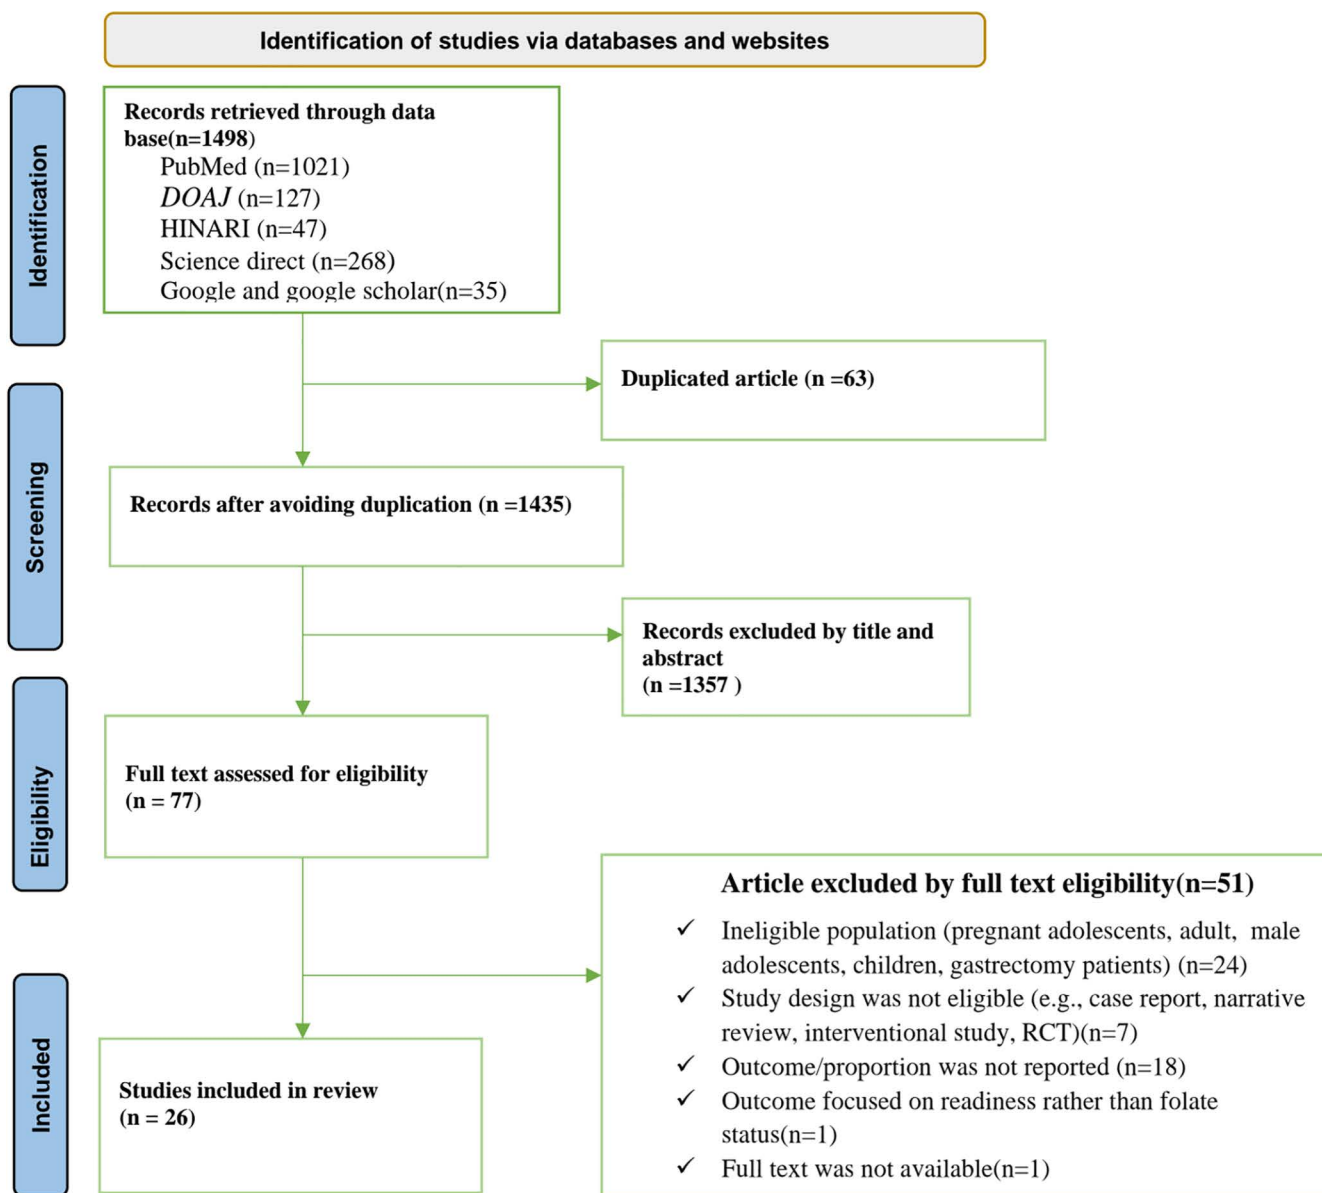 Identification of studies via databases and websites
Identification
Records retrieved through data
base(n=1498)
PubMed (n=1021)
DOAJ (n=127)
HINARI (n=47)
Science direct (n=268)
Google and google scholar(n=35)
Duplicated article (n =63)
Screening
Records after avoiding duplication (n =1435)
Records excluded by title and
abstract
(n =1357 )
Eligibility
Full text assessed for eligibility
(n = 77)
Article excluded by full text eligibility(n=51)
✓ Ineligible population (pregnant adolescents, adult, male
adolescents, children, gastrectomy patients) (n=24)
✓ Study design was not eligible (e.g., case report, narrative
review, interventional study, RCT)(n=7)
✓ Outcome/proportion was not reported (n=18)
✓ Outcome focused on readiness rather than folate
status(n=1)
✓ Full text was not available(n=1)
Included
Studies included in review
(n = 26)